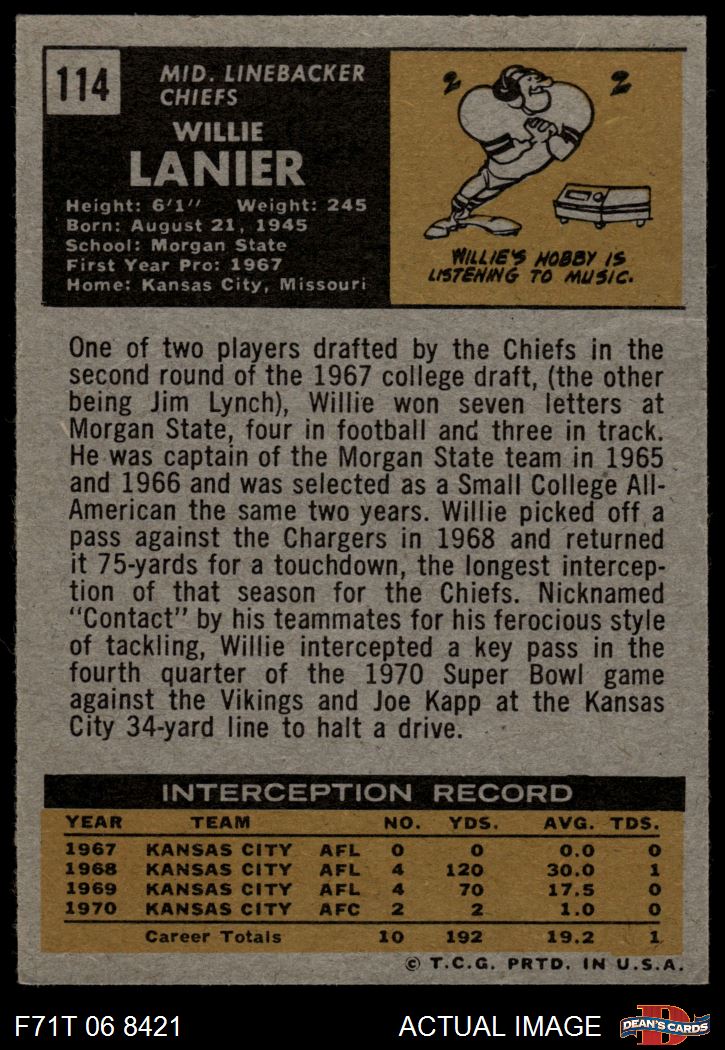 114
MID. LINEBACKER
CHIEFS
WILLIE
LANIER
Height: 6'1" Weight: 245
Born: August 21, 1945
School: Morgan State
First Year Pro: 1967
Home: Kansas City, Missouri
2 2
WILLIE'S HOBBY IS
LISTENING TO MUSIC.
One of two players drafted by the Chiefs in the
second round of the 1967 college draft, (the other
being Jim Lynch), Willie won seven letters at
Morgan State, four in football and three in track.
He was captain of the Morgan State team in 1965
and 1966 and was selected as a Small College All-
American the same two years. Willie picked off a
pass against the Chargers in 1968 and returned
it 75-yards for a touchdown, the longest intercep-
tion of that season for the Chiefs. Nicknamed
"Contact" by his teammates for his ferocious style
of tackling, Willie intercepted a key pass in the
fourth quarter of the 1970 Super Bowl game
against the Vikings and Joe Kapp at the Kansas
City 34-yard line to halt a drive.
INTERCEPTION RECORD
YEAR TEAM NO. YDS. AVG. TDS.
1967 KANSAS CITY AFL 0 0 0.0 0
1968 KANSAS CITY AFL 4 120 30.0 1
1969 KANSAS CITY AFL 4 70 17.5 0
1970 KANSAS CITY AFC 2 2 1.0 0
Career Totals 10 192 19.2 1
© T.C.G. PRTD. IN U.S.A.
F71T 06 8421 ACTUAL IMAGE
D
DEAN'S CARDS